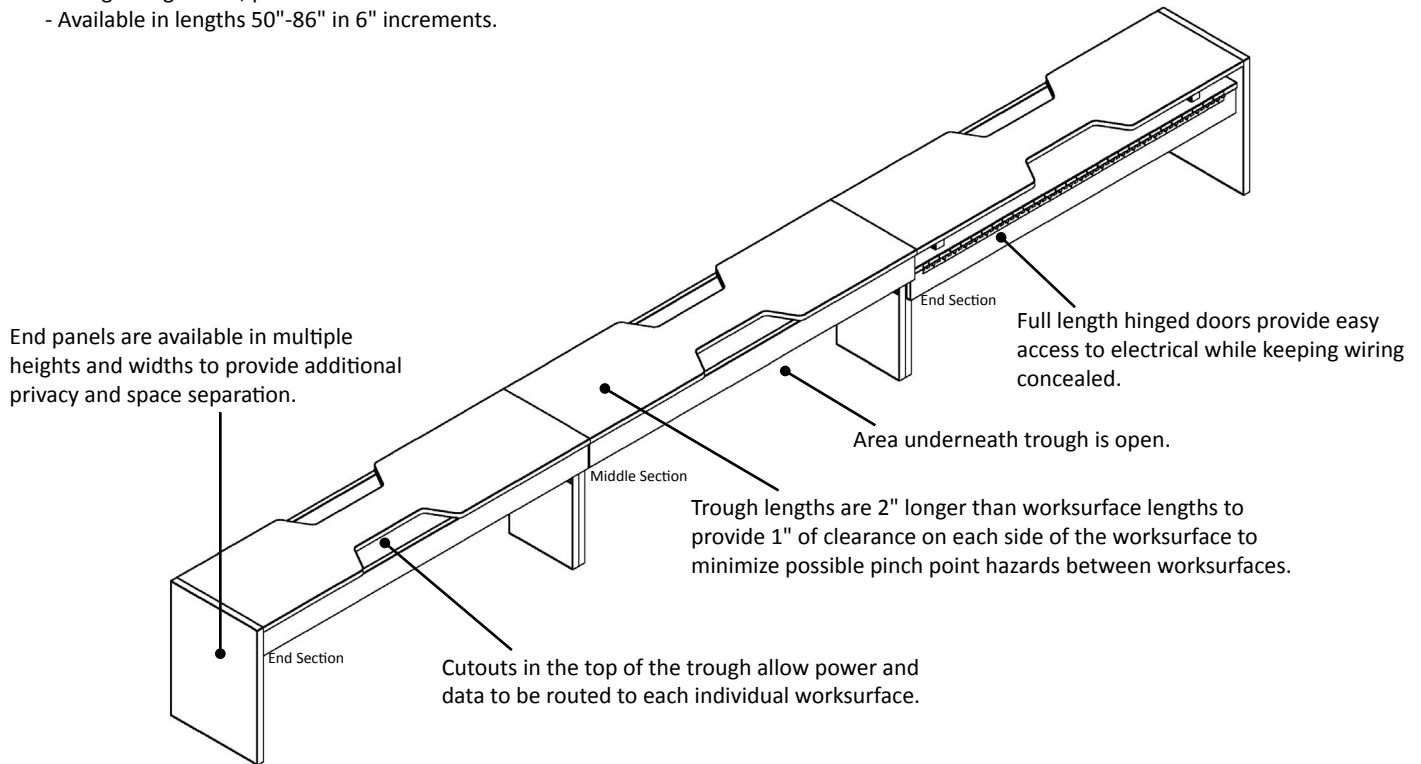 - Available in lengths 50"-86" in 6" increments.
End Section
Full length hinged doors provide easy
access to electrical while keeping wiring
concealed.
End panels are available in multiple
heights and widths to provide additional
privacy and space separation.
Area underneath trough is open.
Middle Section
Trough lengths are 2" longer than worksurface lengths to
provide 1" of clearance on each side of the worksurface to
minimize possible pinch point hazards between worksurfaces.
End Section
Cutouts in the top of the trough allow power and
data to be routed to each individual worksurface.